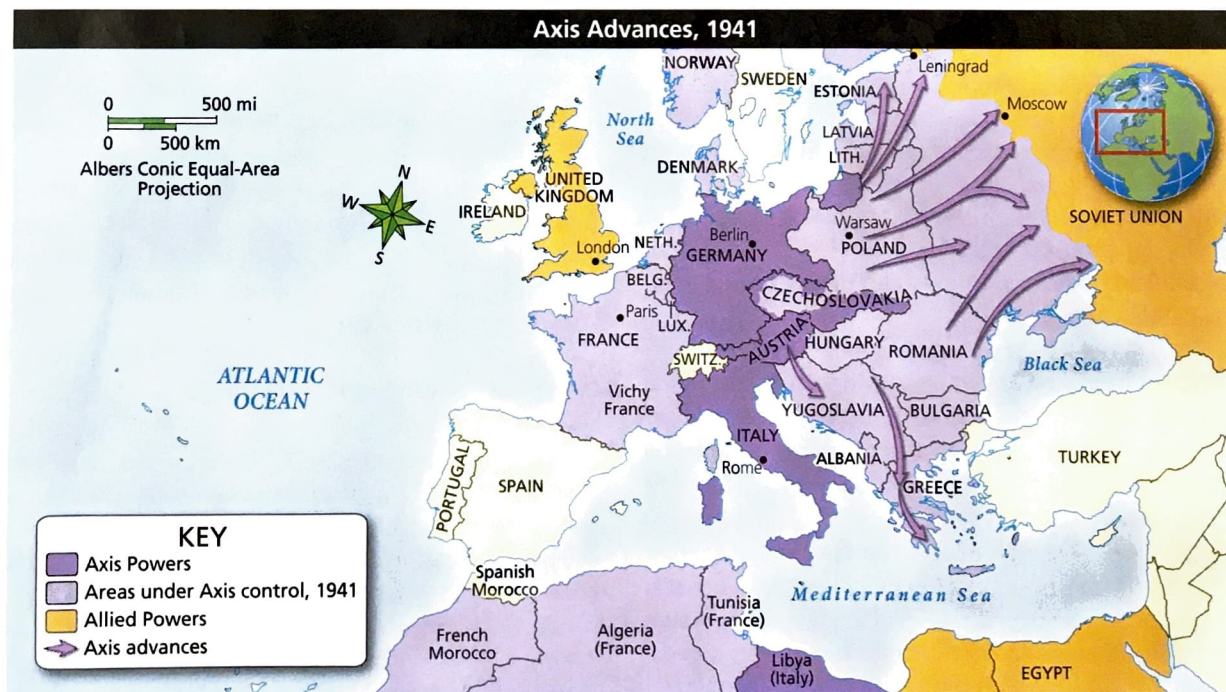 Axis Advances, 1941
0 500 mi
0 500 km
Albers Conic Equal-Area
Projection
N
W
E
S
NORWAY
SWEDEN
Leningrad
ESTONIA
Moscow
North
Sea
LATVIA
LITH.
DENMARK
UNITED
KINGDOM
IRELAND
SOVIET UNION
Warsaw
POLAND
London
NETH.
Berlin
GERMANY
BELG.
CZECHOSLOVAKIA
Paris
LUX.
FRANCE
AUSTRIA
HUNGARY
ROMANIA
SWITZ.
Black Sea
ATLANTIC
OCEAN
Vichy
France
YUGOSLAVIA
BULGARIA
ITALY
Rome
ALBANIA
TURKEY
PORTUGAL
SPAIN
GREECE
KEY
Axis Powers
Areas under Axis control, 1941
Allied Powers
Axis advances
Spanish
Morocco
Mediterranean Sea
French
Morocco
Algeria
(France)
Tunisia
(France)
Libya
(Italy)
EGYPT